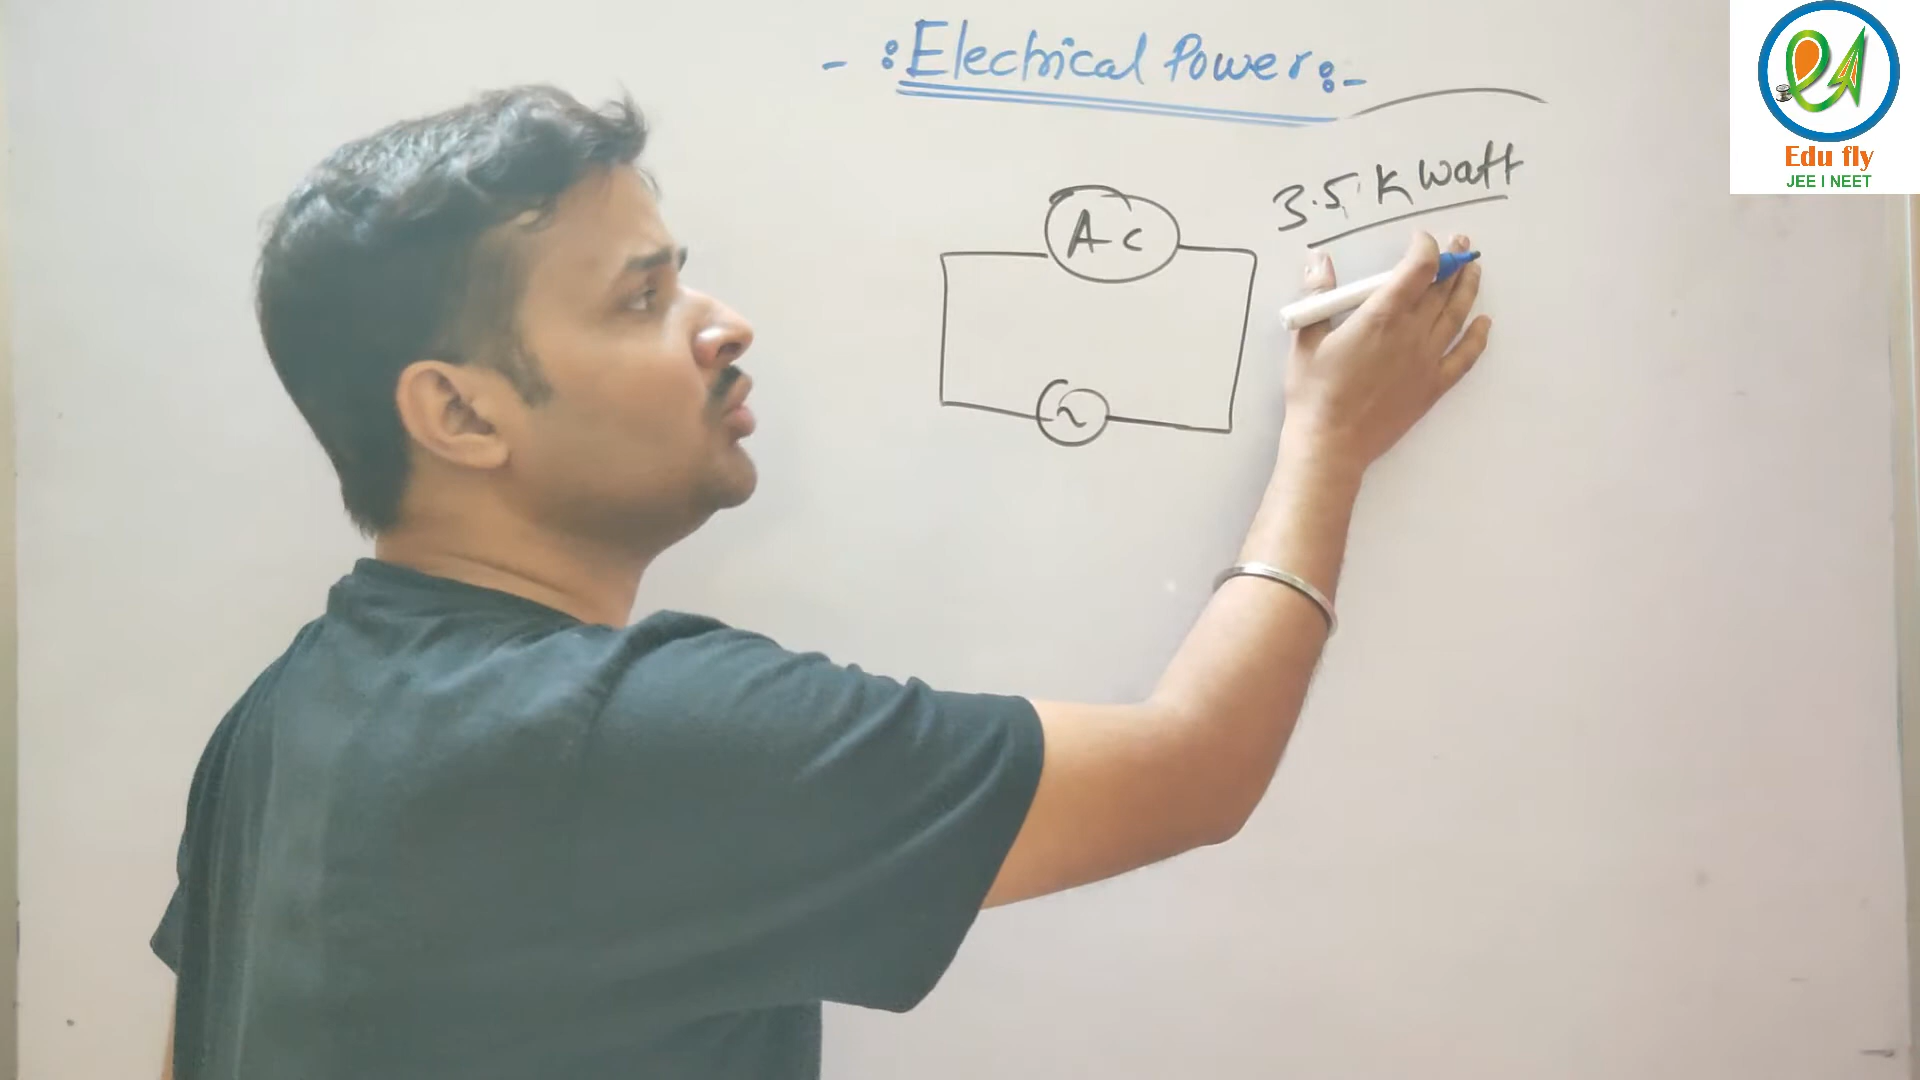 - :Electrical Power:-
3.5 K watt
A C
~
Edu fly
JEE | NEET